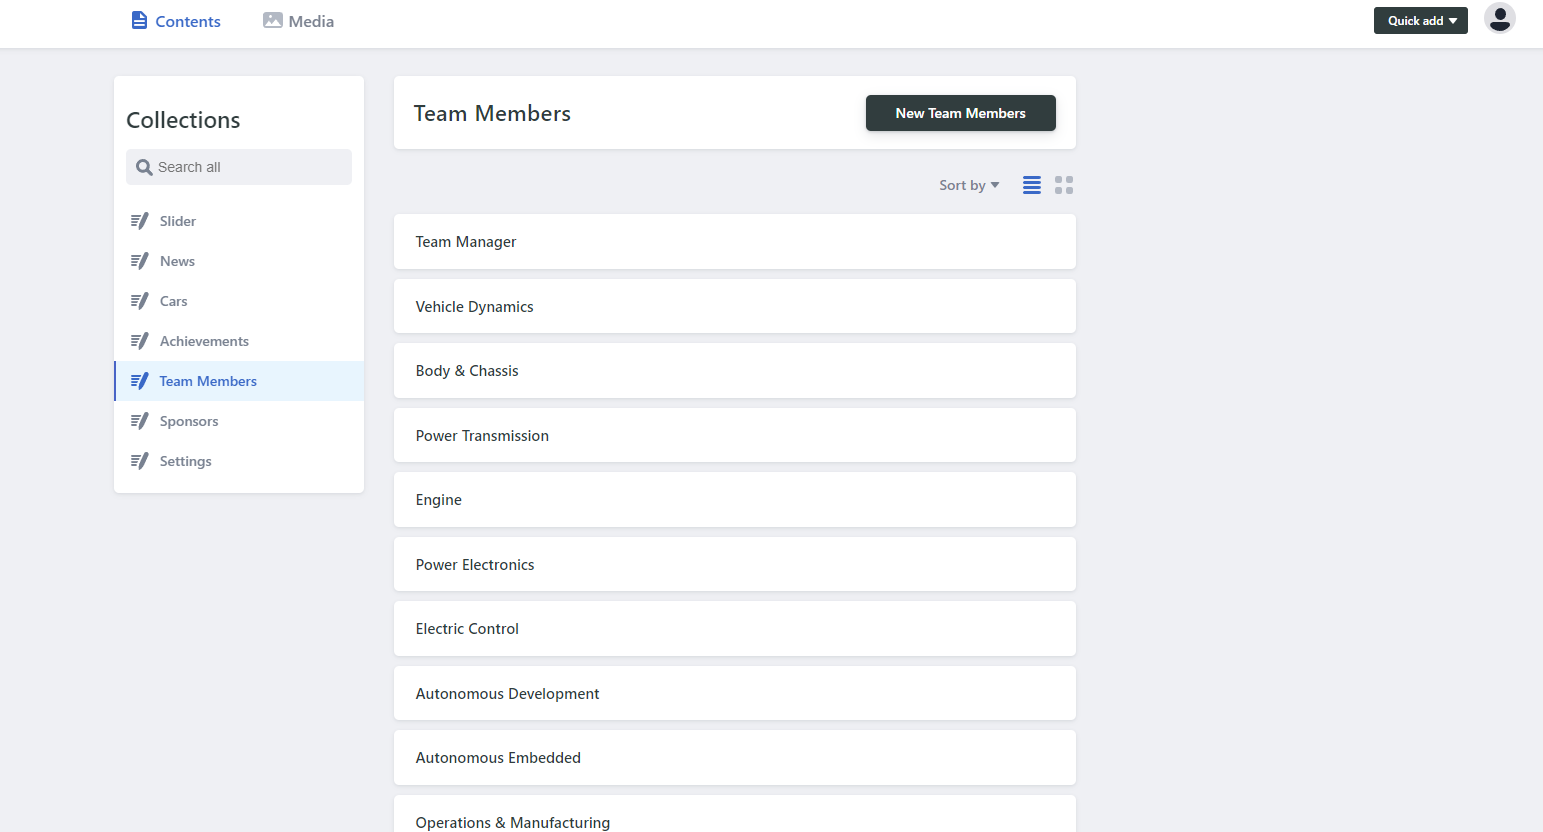 Contents
Media
Quick add
Collections
Search all
Slider
News
Cars
Achievements
Team Members
Sponsors
Settings
Team Members
New Team Members
Sort by
Team Manager
Vehicle Dynamics
Body & Chassis
Power Transmission
Engine
Power Electronics
Electric Control
Autonomous Development
Autonomous Embedded
Operations & Manufacturing